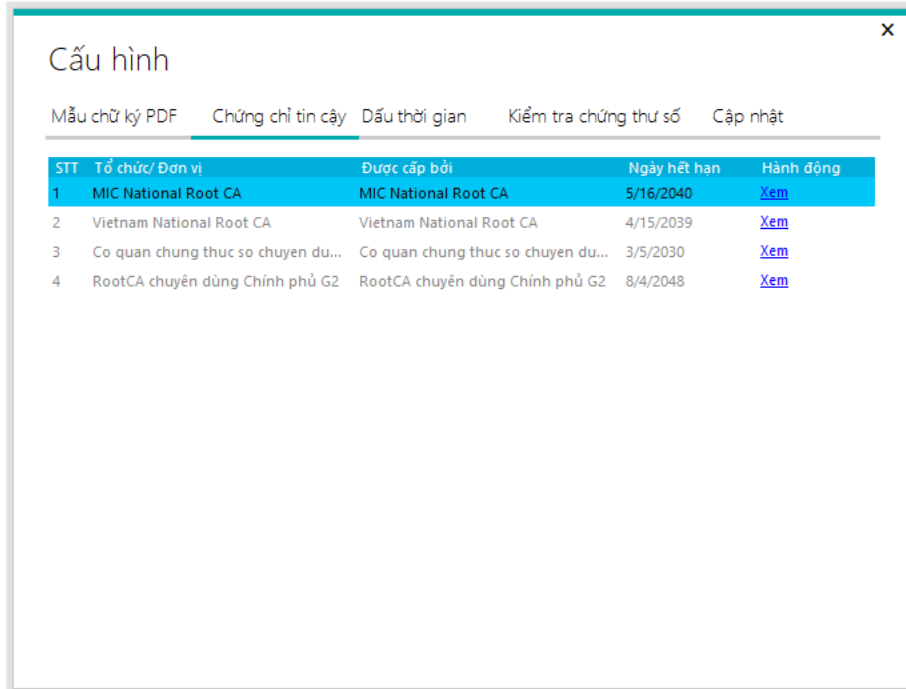 x
Cấu hình
Mẫu chữ ký PDF Chứng chỉ tin cậy Dấu thời gian Kiểm tra chứng thư số Cập nhật
STT Tổ chức/ Đơn vị Được cấp bởi Ngày hết hạn Hành động
1 MIC National Root CA MIC National Root CA 5/16/2040 Xem
2 Vietnam National Root CA Vietnam National Root CA 4/15/2039 Xem
3 Co quan chung thuc so chuyen du... Co quan chung thuc so chuyen du... 3/5/2030 Xem
4 RootCA chuyên dùng Chính phủ G2 RootCA chuyên dùng Chính phủ G2 8/4/2048 Xem